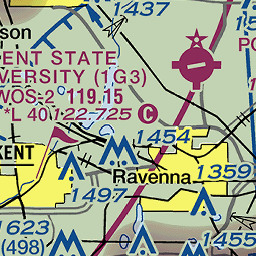 1437
son
ENT STATE
VERSITY (1G3)
WOS-2 119.15
*L 40 122.725 C
1454
KENT
Ravenna
1359
1497
1623
(498)
1455